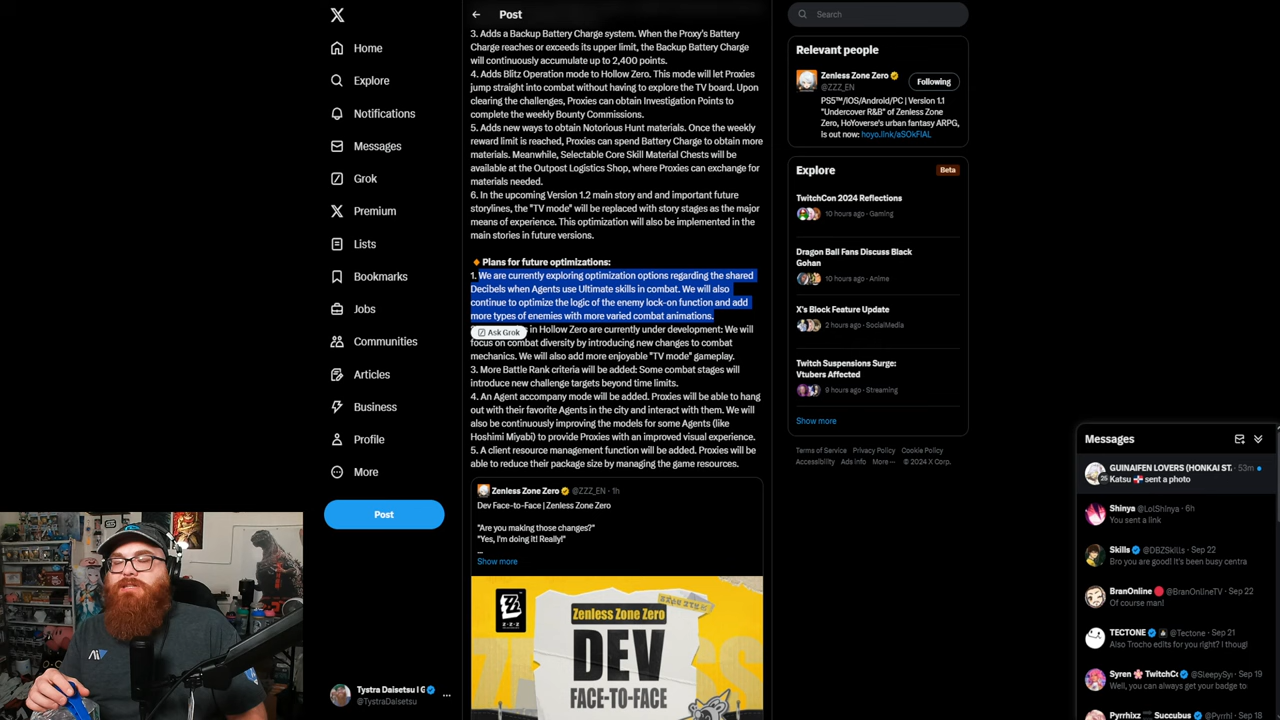 Home
Explore
Notifications
Messages
Grok
Premium
Lists
Bookmarks
Jobs
Communities
Articles
Business
Profile
More
Post
Tystra Daisetsu I G
@TystraDaisetsu
Post
3. Adds a Backup Battery Charge system. When the Proxy's Battery
Charge reaches or exceeds its upper limit, the Backup Battery Charge
will continuously accumulate up to 2,400 points.
4. Adds Blitz Operation mode to Hollow Zero. This mode will let Proxies
jump straight into combat without having to explore the TV board. Upon
clearing the challenges, Proxies can obtain Investigation Points to
complete the weekly Bounty Commissions.
5. Adds new ways to obtain Notorious Hunt materials. Once the weekly
reward limit is reached, Proxies can spend Battery Charge to obtain more
materials. Meanwhile, Selectable Core Skill Material Chests will be
available at the Outpost Logistics Shop, where Proxies can exchange for
materials needed.
6. In the upcoming Version 1.2 main story and and important future
storylines, the "TV mode" will be replaced with story stages as the major
means of experience. This optimization will also be implemented in the
main stories in future versions.
🔸Plans for future optimizations:
1. We are currently exploring optimization options regarding the shared
Decibels when Agents use Ultimate skills in combat. We will also
continue to optimize the logic of the enemy lock-on function and add
more types of enemies with more varied combat animations.
Ask Grok in Hollow Zero are currently under development: We will
focus on combat diversity by introducing new changes to combat
mechanics. We will also add more enjoyable "TV mode" gameplay.
3. More Battle Rank criteria will be added: Some combat stages will
introduce new challenge targets beyond time limits.
4. An Agent accompany mode will be added. Proxies will be able to hang
out with their favorite Agents in the city and interact with them. We will
also be continuously improving the models for some Agents (like
Hoshimi Miyabi) to provide Proxies with an improved visual experience.
5. A client resource management function will be added. Proxies will be
able to reduce their package size by managing the game resources.
Zenless Zone Zero @ZZZ_EN · 1h
Dev Face-to-Face | Zenless Zone Zero
"Are you making those changes?"
"Yes, I'm doing it! Really!"
...
Show more
Z·Z·Z
Zenless Zone Zero
DEV
FACE-TO-FACE
Search
Relevant people
Zenless Zone Zero
@ZZZ_EN
Following
PS5™/iOS/Android/PC | Version 1.1
"Undercover R&B" of Zenless Zone
Zero, HoYoverse's urban fantasy ARPG,
is out now: hoyo.link/aSOkFIAL
Explore
Beta
TwitchCon 2024 Reflections
10 hours ago · Gaming
Dragon Ball Fans Discuss Black
Gohan
10 hours ago · Anime
X's Block Feature Update
2 hours ago · SocialMedia
Twitch Suspensions Surge:
Vtubers Affected
9 hours ago · Streaming
Show more
Terms of Service Privacy Policy Cookie Policy
Accessibility Ads info More ··· © 2024 X Corp.
Messages
GUINAIFEN LOVERS (HONKAI ST. · 53m
Katsu 🇩🇴 sent a photo
Shinya @LolShinya · 6h
You sent a link
Skills @DBZSkills · Sep 22
Bro you are good! It's been busy centra
BranOnline @BranOnlineTV · Sep 22
Of course man!
TECTONE @Tectone · Sep 21
Also Trocho edits for you right? I thougl
Syren TwitchCo @SleepySy · Sep 19
Well, you can always get your badge to
Pyrrhixz Succubus @Pyrrhi · Sep 18